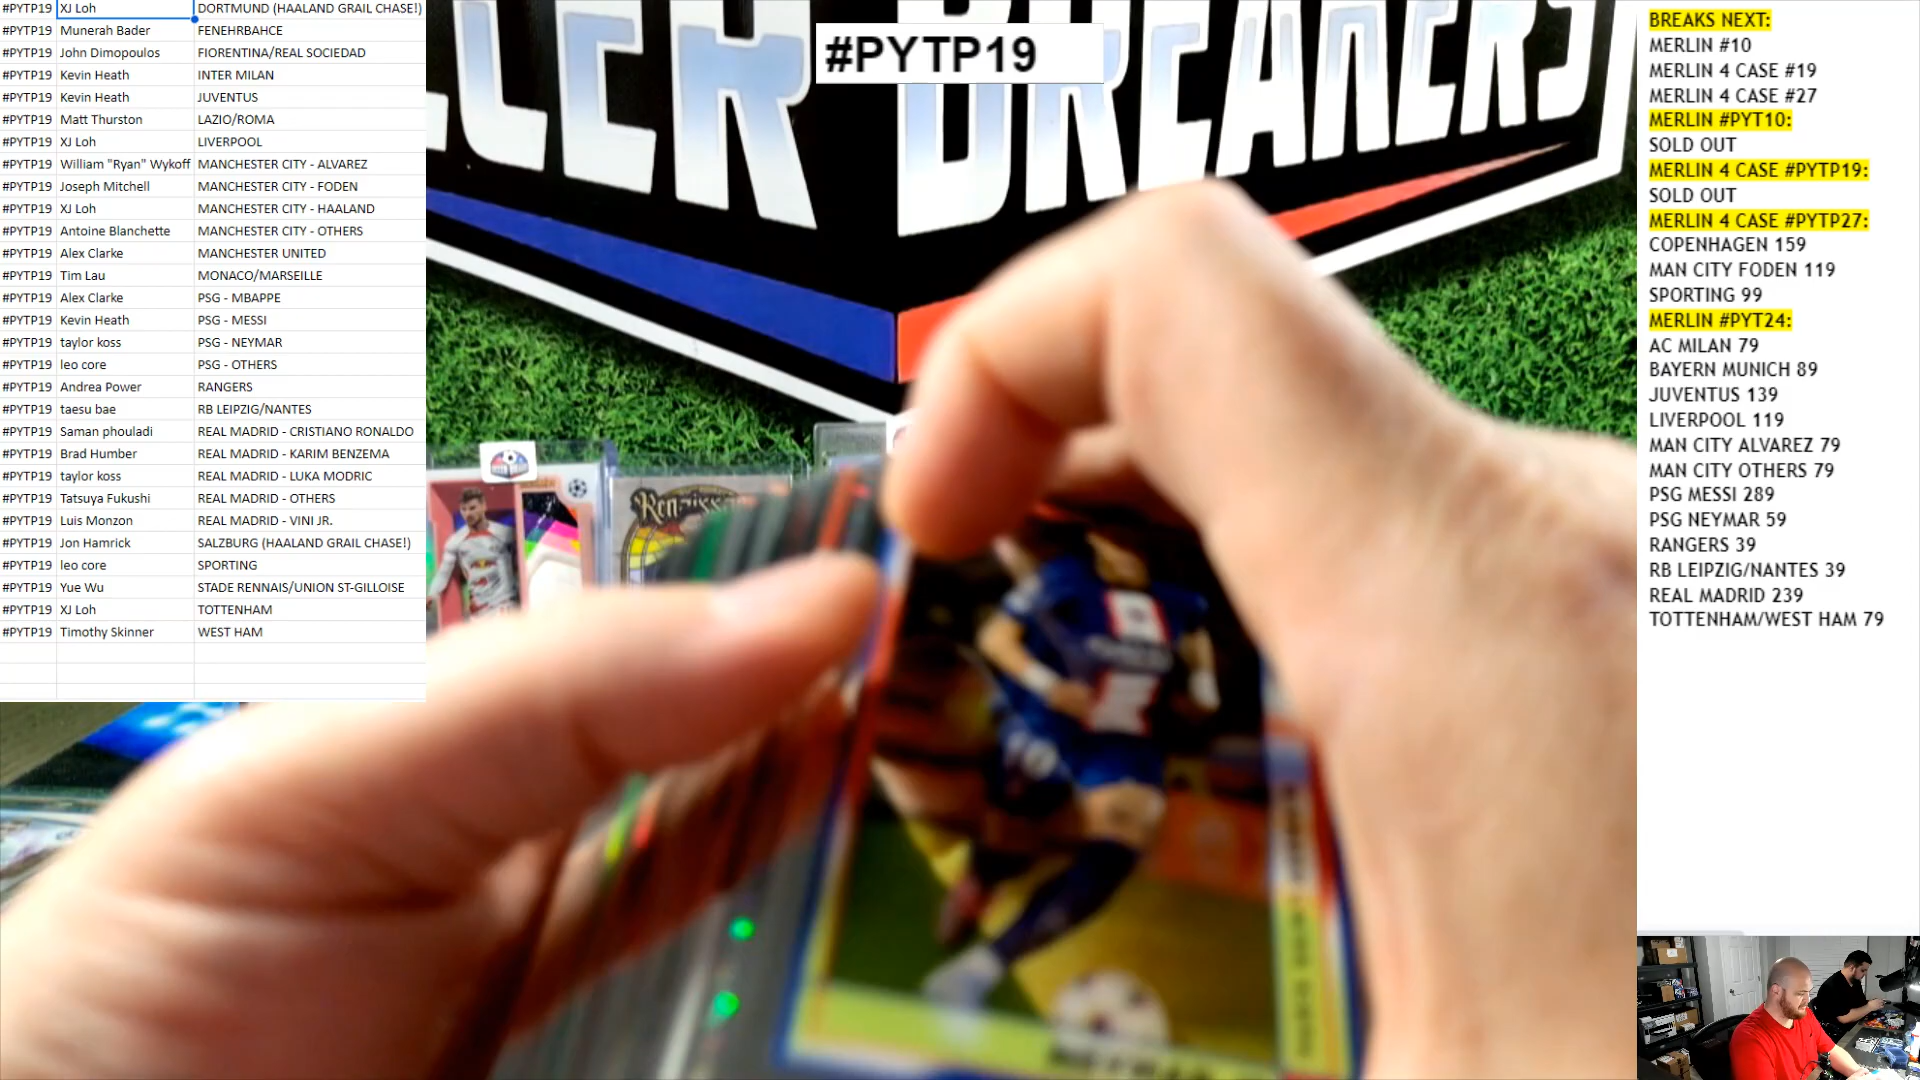 #PYTP19 XJ Loh DORTMUND (HAALAND GRAIL CHASE!)
#PYTP19 Munerah Bader FENEHRBAHCE
#PYTP19 John Dimopoulos FIORENTINA/REAL SOCIEDAD
#PYTP19 Kevin Heath INTER MILAN
#PYTP19 Kevin Heath JUVENTUS
#PYTP19 Matt Thurston LAZIO/ROMA
#PYTP19 XJ Loh LIVERPOOL
#PYTP19 William "Ryan" Wykoff MANCHESTER CITY - ALVAREZ
#PYTP19 Joseph Mitchell MANCHESTER CITY - FODEN
#PYTP19 XJ Loh MANCHESTER CITY - HAALAND
#PYTP19 Antoine Blanchette MANCHESTER CITY - OTHERS
#PYTP19 Alex Clarke MANCHESTER UNITED
#PYTP19 Tim Lau MONACO/MARSEILLE
#PYTP19 Alex Clarke PSG - MBAPPE
#PYTP19 Kevin Heath PSG - MESSI
#PYTP19 taylor koss PSG - NEYMAR
#PYTP19 leo core PSG - OTHERS
#PYTP19 Andrea Power RANGERS
#PYTP19 taesu bae RB LEIPZIG/NANTES
#PYTP19 Saman phouladi REAL MADRID - CRISTIANO RONALDO
#PYTP19 Brad Humber REAL MADRID - KARIM BENZEMA
#PYTP19 taylor koss REAL MADRID - LUKA MODRIC
#PYTP19 Tatsuya Fukushi REAL MADRID - OTHERS
#PYTP19 Luis Monzon REAL MADRID - VINI JR.
#PYTP19 Jon Hamrick SALZBURG (HAALAND GRAIL CHASE!)
#PYTP19 leo core SPORTING
#PYTP19 Yue Wu STADE RENNAIS/UNION ST-GILLOISE
#PYTP19 XJ Loh TOTTENHAM
#PYTP19 Timothy Skinner WEST HAM
#PYTP19
BREAKERS
BREAKS NEXT:
MERLIN #10
MERLIN 4 CASE #19
MERLIN 4 CASE #27
MERLIN #PYT10:
SOLD OUT
MERLIN 4 CASE #PYTP19:
SOLD OUT
MERLIN 4 CASE #PYTP27:
COPENHAGEN 159
MAN CITY FODEN 119
SPORTING 99
MERLIN #PYT24:
AC MILAN 79
BAYERN MUNICH 89
JUVENTUS 139
LIVERPOOL 119
MAN CITY ALVAREZ 79
MAN CITY OTHERS 79
PSG MESSI 289
PSG NEYMAR 59
RANGERS 39
RB LEIPZIG/NANTES 39
REAL MADRID 239
TOTTENHAM/WEST HAM 79